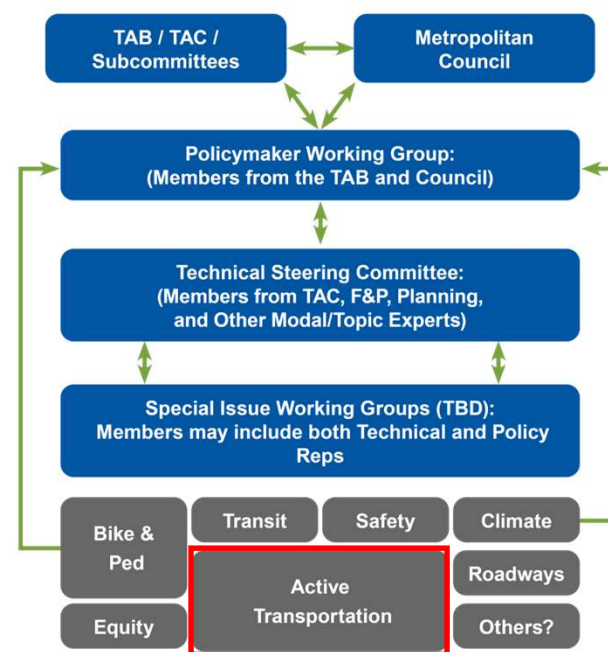 TAB / TAC /
Subcommittees
Metropolitan
Council
Policymaker Working Group:
(Members from the TAB and Council)
Technical Steering Committee:
(Members from TAC, F&P, Planning,
and Other Modal/Topic Experts)
Special Issue Working Groups (TBD):
Members may include both Technical and Policy
Reps
Bike &
Ped
Transit
Safety
Climate
Active
Transportation
Roadways
Equity
Others?